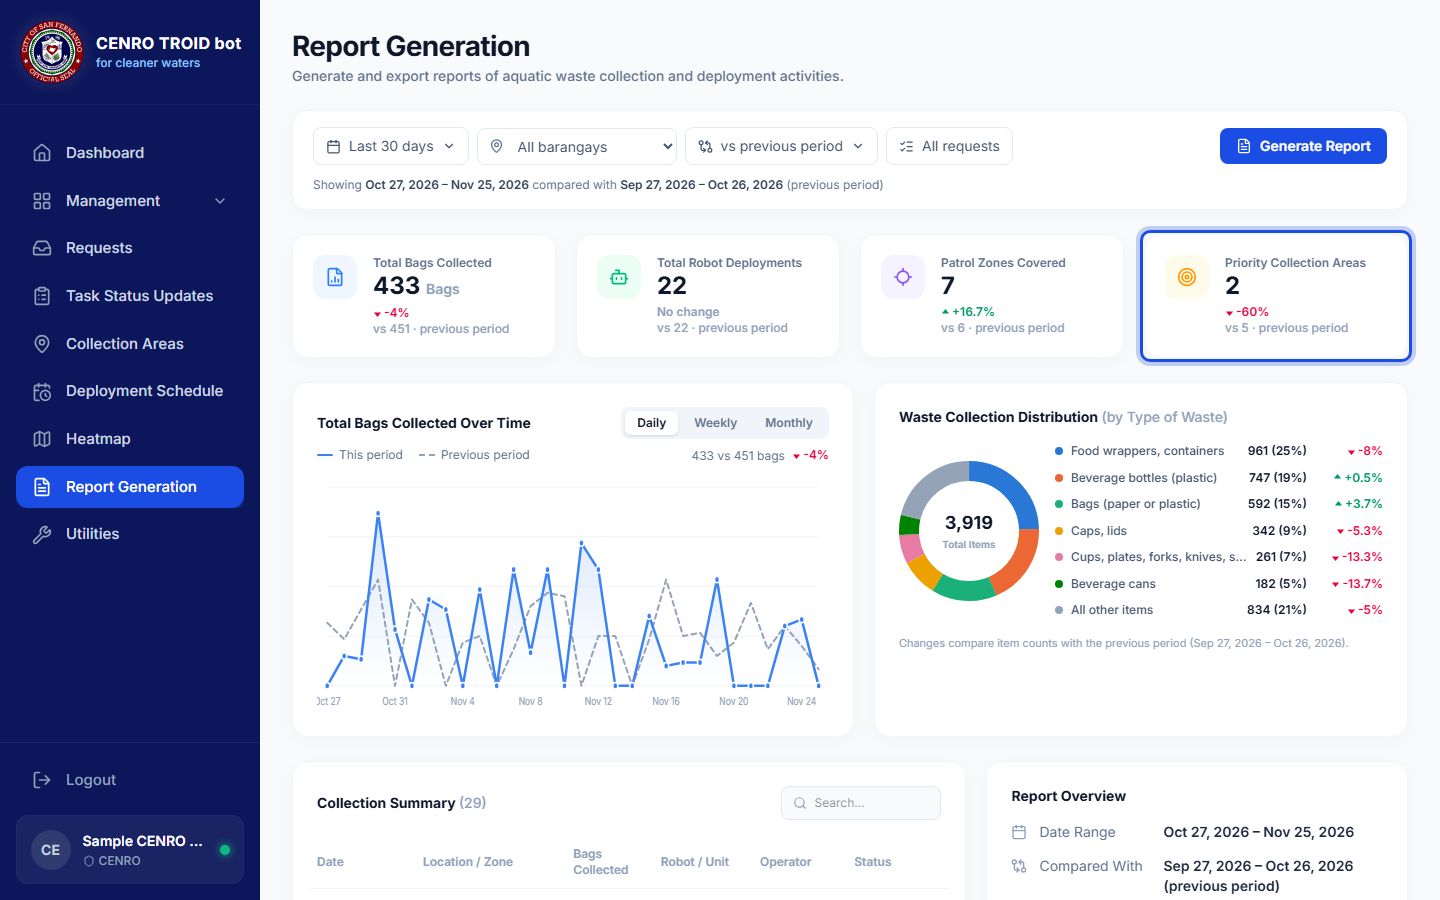 CITY OF SAN FERNANDO
OFFICIAL SEAL
CENRO TROID bot
for cleaner waters
Dashboard
Management
Requests
Task Status Updates
Collection Areas
Deployment Schedule
Heatmap
Report Generation
Utilities
Logout
CE
Sample CENRO ...
CENRO
Report Generation
Generate and export reports of aquatic waste collection and deployment activities.
Last 30 days
All barangays
vs previous period
All requests
Generate Report
Showing Oct 27, 2026 – Nov 25, 2026 compared with Sep 27, 2026 – Oct 26, 2026 (previous period)
Total Bags Collected
433 Bags
-4%
vs 451 · previous period
Total Robot Deployments
22
No change
vs 22 · previous period
Patrol Zones Covered
7
+16.7%
vs 6 · previous period
Priority Collection Areas
2
-60%
vs 5 · previous period
Total Bags Collected Over Time
Daily Weekly Monthly
This period Previous period 433 vs 451 bags -4%
Oct 27 Oct 31 Nov 4 Nov 8 Nov 12 Nov 16 Nov 20 Nov 24
Waste Collection Distribution (by Type of Waste)
3,919
Total Items
Food wrappers, containers 961 (25%) -8%
Beverage bottles (plastic) 747 (19%) +0.5%
Bags (paper or plastic) 592 (15%) +3.7%
Caps, lids 342 (9%) -5.3%
Cups, plates, forks, knives, s... 261 (7%) -13.3%
Beverage cans 182 (5%) -13.7%
All other items 834 (21%) -5%
Changes compare item counts with the previous period (Sep 27, 2026 – Oct 26, 2026).
Collection Summary (29)
Search...
Date Location / Zone Bags Collected Robot / Unit Operator Status
Report Overview
Date Range Oct 27, 2026 – Nov 25, 2026
Compared With Sep 27, 2026 – Oct 26, 2026
(previous period)